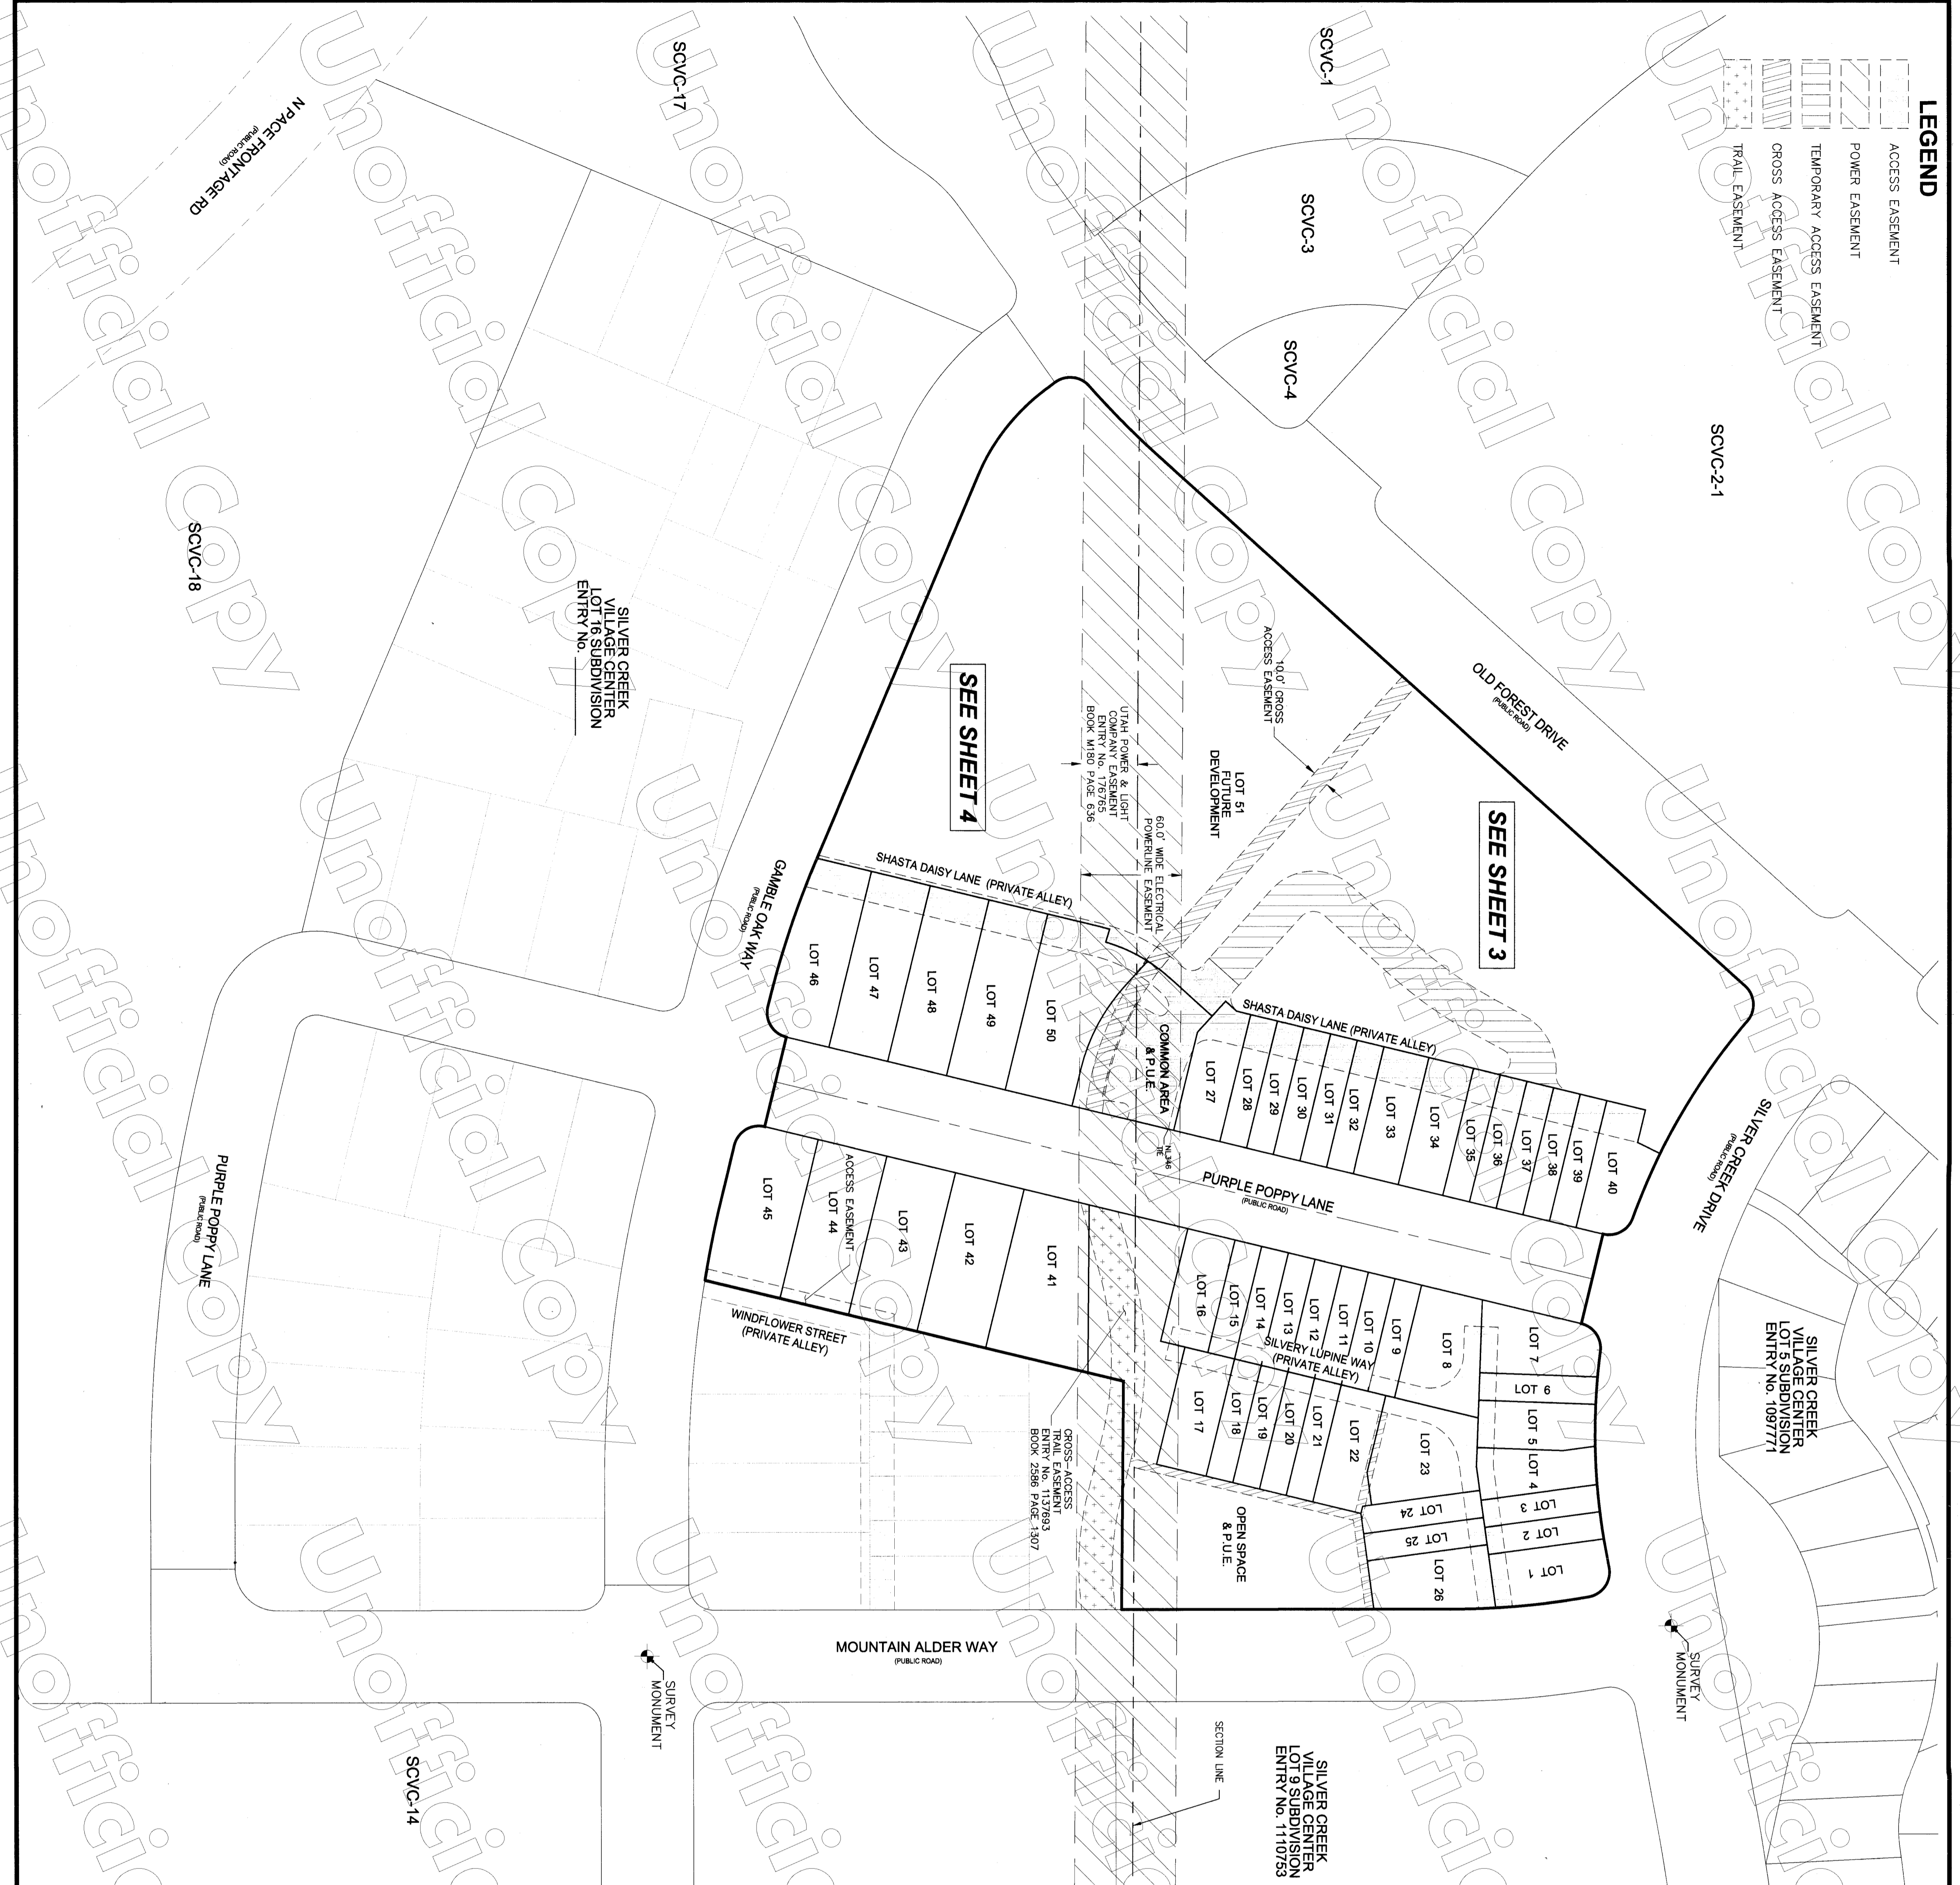 LEGEND
ACCESS EASEMENT
POWER EASEMENT
TEMPORARY ACCESS EASEMENT
CROSS ACCESS EASEMENT
TRAIL EASEMENT
SCVC-1
SCVC-17
SCVC-3
SCVC-4
SCVC-2-1
N PACE FRONTAGE RD
(PUBLIC ROAD)
SCVC-18
SILVER CREEK
VILLAGE CENTER
LOT 16 SUBDIVISION
ENTRY No.
OLD FOREST DRIVE
(PUBLIC ROAD)
SEE SHEET 4
SEE SHEET 3
10.0' CROSS
ACCESS EASEMENT
LOT 51
FUTURE
DEVELOPMENT
UTAH POWER & LIGHT
COMPANY EASEMENT
ENTRY No. 176765
BOOK M180 PAGE 636
60.0' WIDE ELECTRICAL
POWERLINE EASEMENT
GAMBLE OAK WAY
(PUBLIC ROAD)
SHASTA DAISY LANE (PRIVATE ALLEY)
SHASTA DAISY LANE (PRIVATE ALLEY)
LOT 46
LOT 47
LOT 48
LOT 49
LOT 50
COMMON AREA
& P.U.E.
LOT 27
LOT 28
LOT 29
LOT 30
LOT 31
LOT 32
LOT 33
LOT 34
LOT 35
LOT 36
LOT 37
LOT 38
LOT 39
LOT 40
SILVER CREEK DRIVE
(PUBLIC ROAD)
PURPLE POPPY LANE
(PUBLIC ROAD)
PURPLE POPPY LANE
(PUBLIC ROAD)
LOT 45
LOT 44
ACCESS EASEMENT
LOT 43
LOT 42
LOT 41
LOT 16
LOT 15
LOT 14
LOT 13
LOT 12
LOT 11
LOT 10
LOT 9
LOT 8
LOT 7
LOT 6
LOT 5
LOT 4
LOT 3
LOT 2
LOT 1
SILVERY LUPINE WAY
(PRIVATE ALLEY)
LOT 17
LOT 18
LOT 19
LOT 20
LOT 21
LOT 22
LOT 23
LOT 24
LOT 25
LOT 26
WINDFLOWER STREET
(PRIVATE ALLEY)
CROSS-ACCESS
TRAIL EASEMENT
ENTRY No. 1137693
BOOK 2586 PAGE 1307
OPEN SPACE
& P.U.E.
SILVER CREEK
VILLAGE CENTER
LOT 5 SUBDIVISION
ENTRY No. 1097771
MOUNTAIN ALDER WAY
(PUBLIC ROAD)
SURVEY
MONUMENT
SURVEY
MONUMENT
SCVC-14
SECTION LINE
SILVER CREEK
VILLAGE CENTER
LOT 9 SUBDIVISION
ENTRY No. 1110753
Unofficial Copy